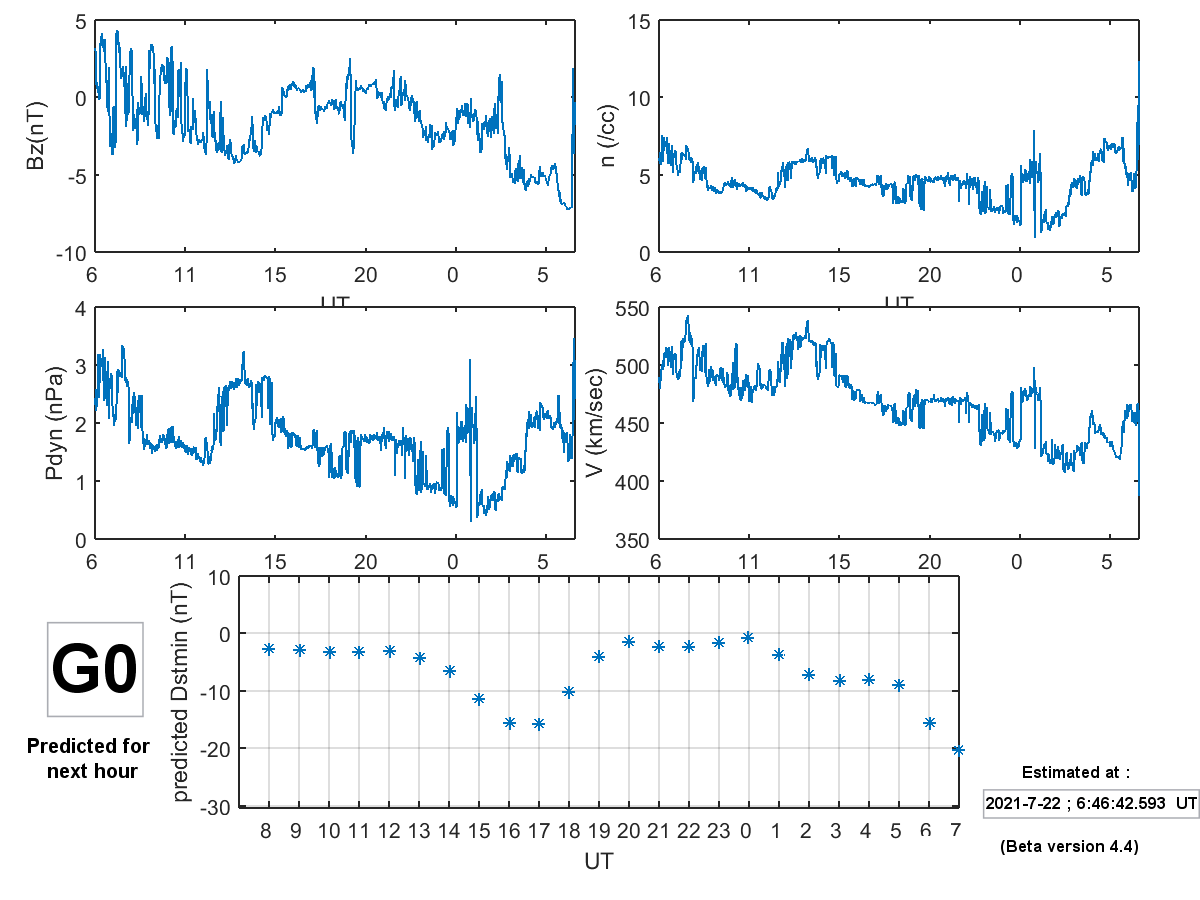 5
0
-5
-10
Bz(nT)
6 11 15 20 0 5
UT
15
10
5
0
n (/cc)
6 11 15 20 0 5
UT
4
3
2
1
0
Pdyn (nPa)
6 11 15 20 0 5
550
500
450
400
350
V (km/sec)
6 11 15 20 0 5
10
0
-10
-20
-30
predicted Dstmin (nT)
8 9 10 11 12 13 14 15 16 17 18 19 20 21 22 23 0 1 2 3 4 5 6 7
UT
G0
Predicted for
next hour
Estimated at :
2021-7-22 ; 6:46:42.593 UT
(Beta version 4.4)